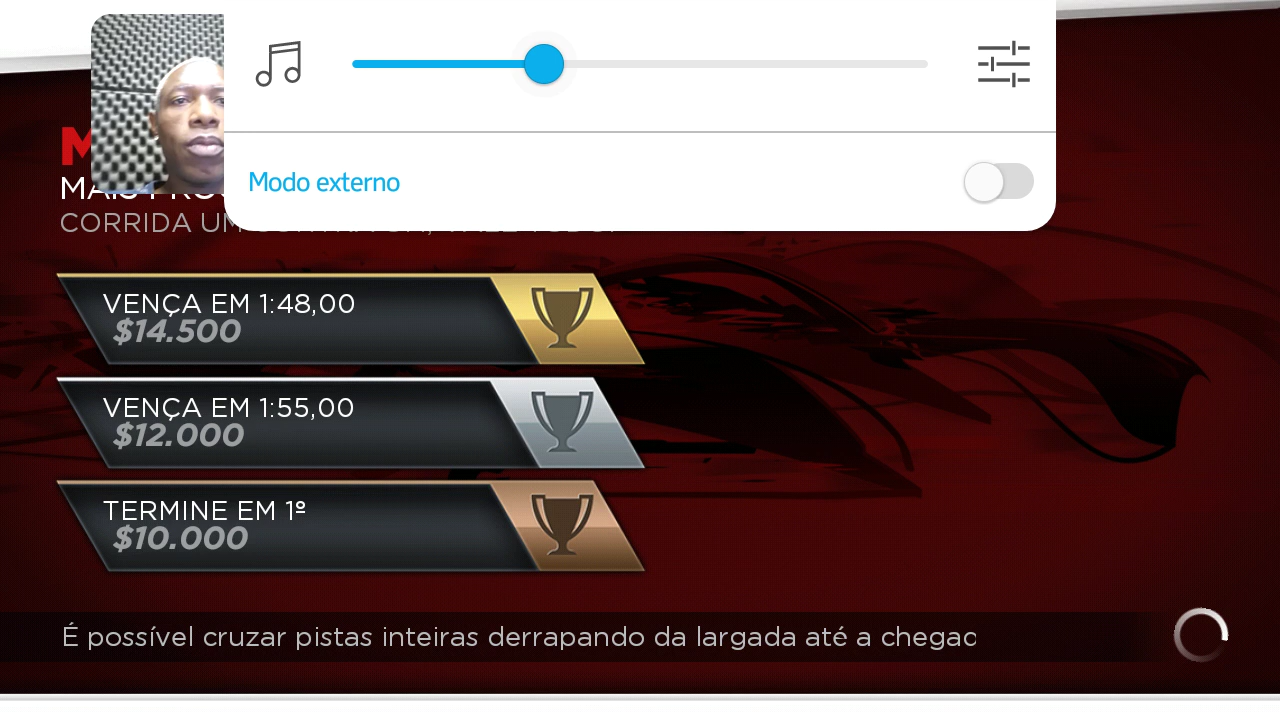 Modo externo
CORRIDA
VENÇA EM 1:48,00
$14.500
VENÇA EM 1:55,00
$12.000
TERMINE EM 1º
$10.000
É possível cruzar pistas inteiras derrapando da largada até a chegad